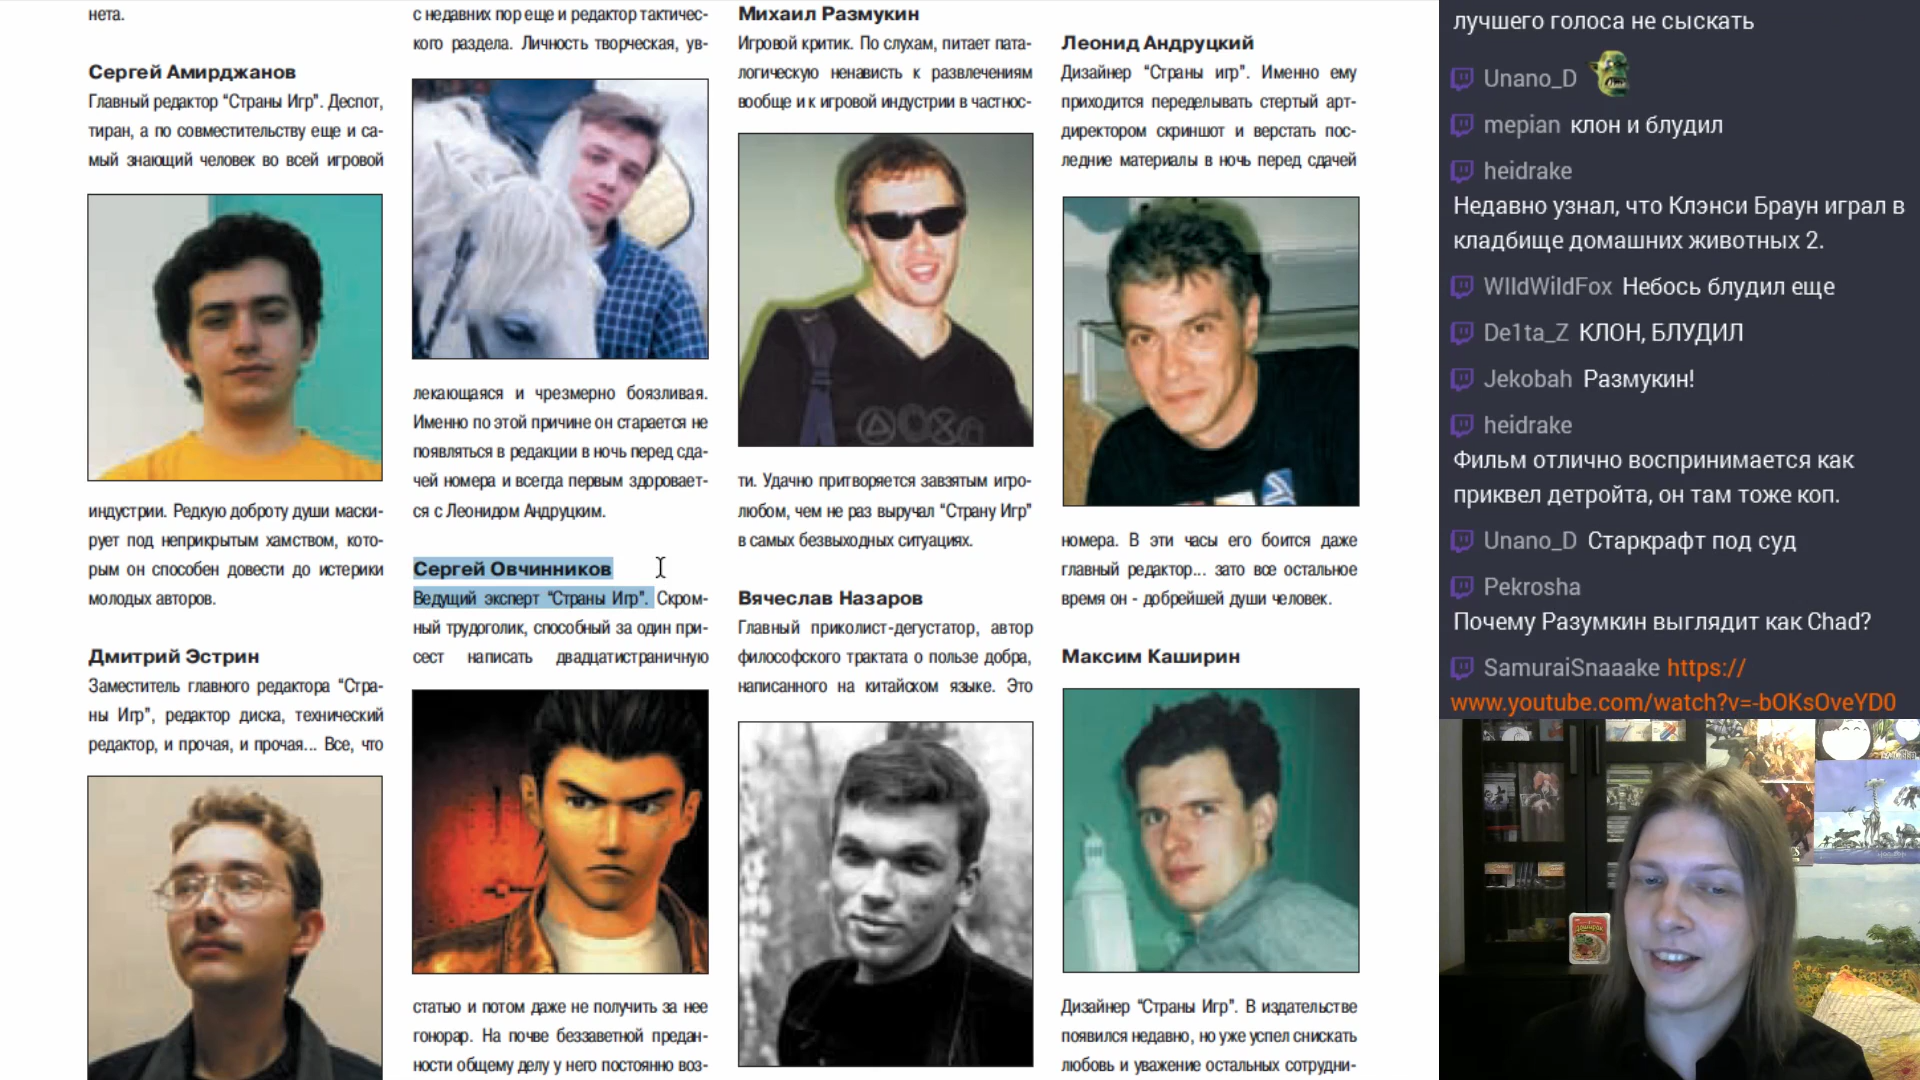 нета.
Сергей Амирджанов
Главный редактор “Страны Игр”. Деспот,
тиран, а по совместительству еще и са-
мый знающий человек во всей игровой
индустрии. Редкую доброту души маски-
рует под неприкрытым хамством, кото-
рым он способен довести до истерики
молодых авторов.
Дмитрий Эстрин
Заместитель главного редактора “Стра-
ны Игр”, редактор диска, технический
редактор, и прочая, и прочая... Все, что
с недавних пор еще и редактор тактичес-
кого раздела. Личность творческая, ув-
лекающаяся и чрезмерно боязливая.
Именно по этой причине он старается не
появляться в редакции в ночь перед сда-
чей номера и всегда первым здоровает-
ся с Леонидом Андруцким.
Сергей Овчинников
Ведущий эксперт “Страны Игр”. Скром-
ный трудоголик, способный за один при-
сест написать двадцатистраничную
статью и потом даже не получить за нее
гонорар. На почве беззаветной предан-
ности общему делу у него постоянно воз-
Михаил Размукин
Игровой критик. По слухам, питает пата-
логическую ненависть к развлечениям
вообще и к игровой индустрии в частнос-
ти. Удачно притворяется завзятым игро-
любом, чем не раз выручал “Страну Игр”
в самых безвыходных ситуациях.
Вячеслав Назаров
Главный приколист-дегустатор, автор
философского трактата о пользе добра,
написанного на китайском языке. Это
Леонид Андруцкий
Дизайнер “Страны игр”. Именно ему
приходится переделывать стертый арт-
директором скриншот и верстать пос-
ледние материалы в ночь перед сдачей
номера. В эти часы его боится даже
главный редактор... зато все остальное
время он - добрейшей души человек.
Максим Каширин
Дизайнер “Страны Игр”. В издательстве
появился недавно, но уже успел снискать
любовь и уважение остальных сотрудни-
лучшего голоса не сыскать
Unano_D
mepian клон и блудил
heidrake
Недавно узнал, что Клэнси Браун играл в
кладбище домашних животных 2.
WIldWildFox Небось блудил еще
De1ta_Z КЛОН, БЛУДИЛ
Jekobah Размукин!
heidrake
Фильм отлично воспринимается как
приквел детройта, он там тоже коп.
Unano_D Старкрафт под суд
Pekrosha
Почему Разумкин выглядит как Chad?
SamuraiSnaaake https://
www.youtube.com/watch?v=-bOKsOveYD0